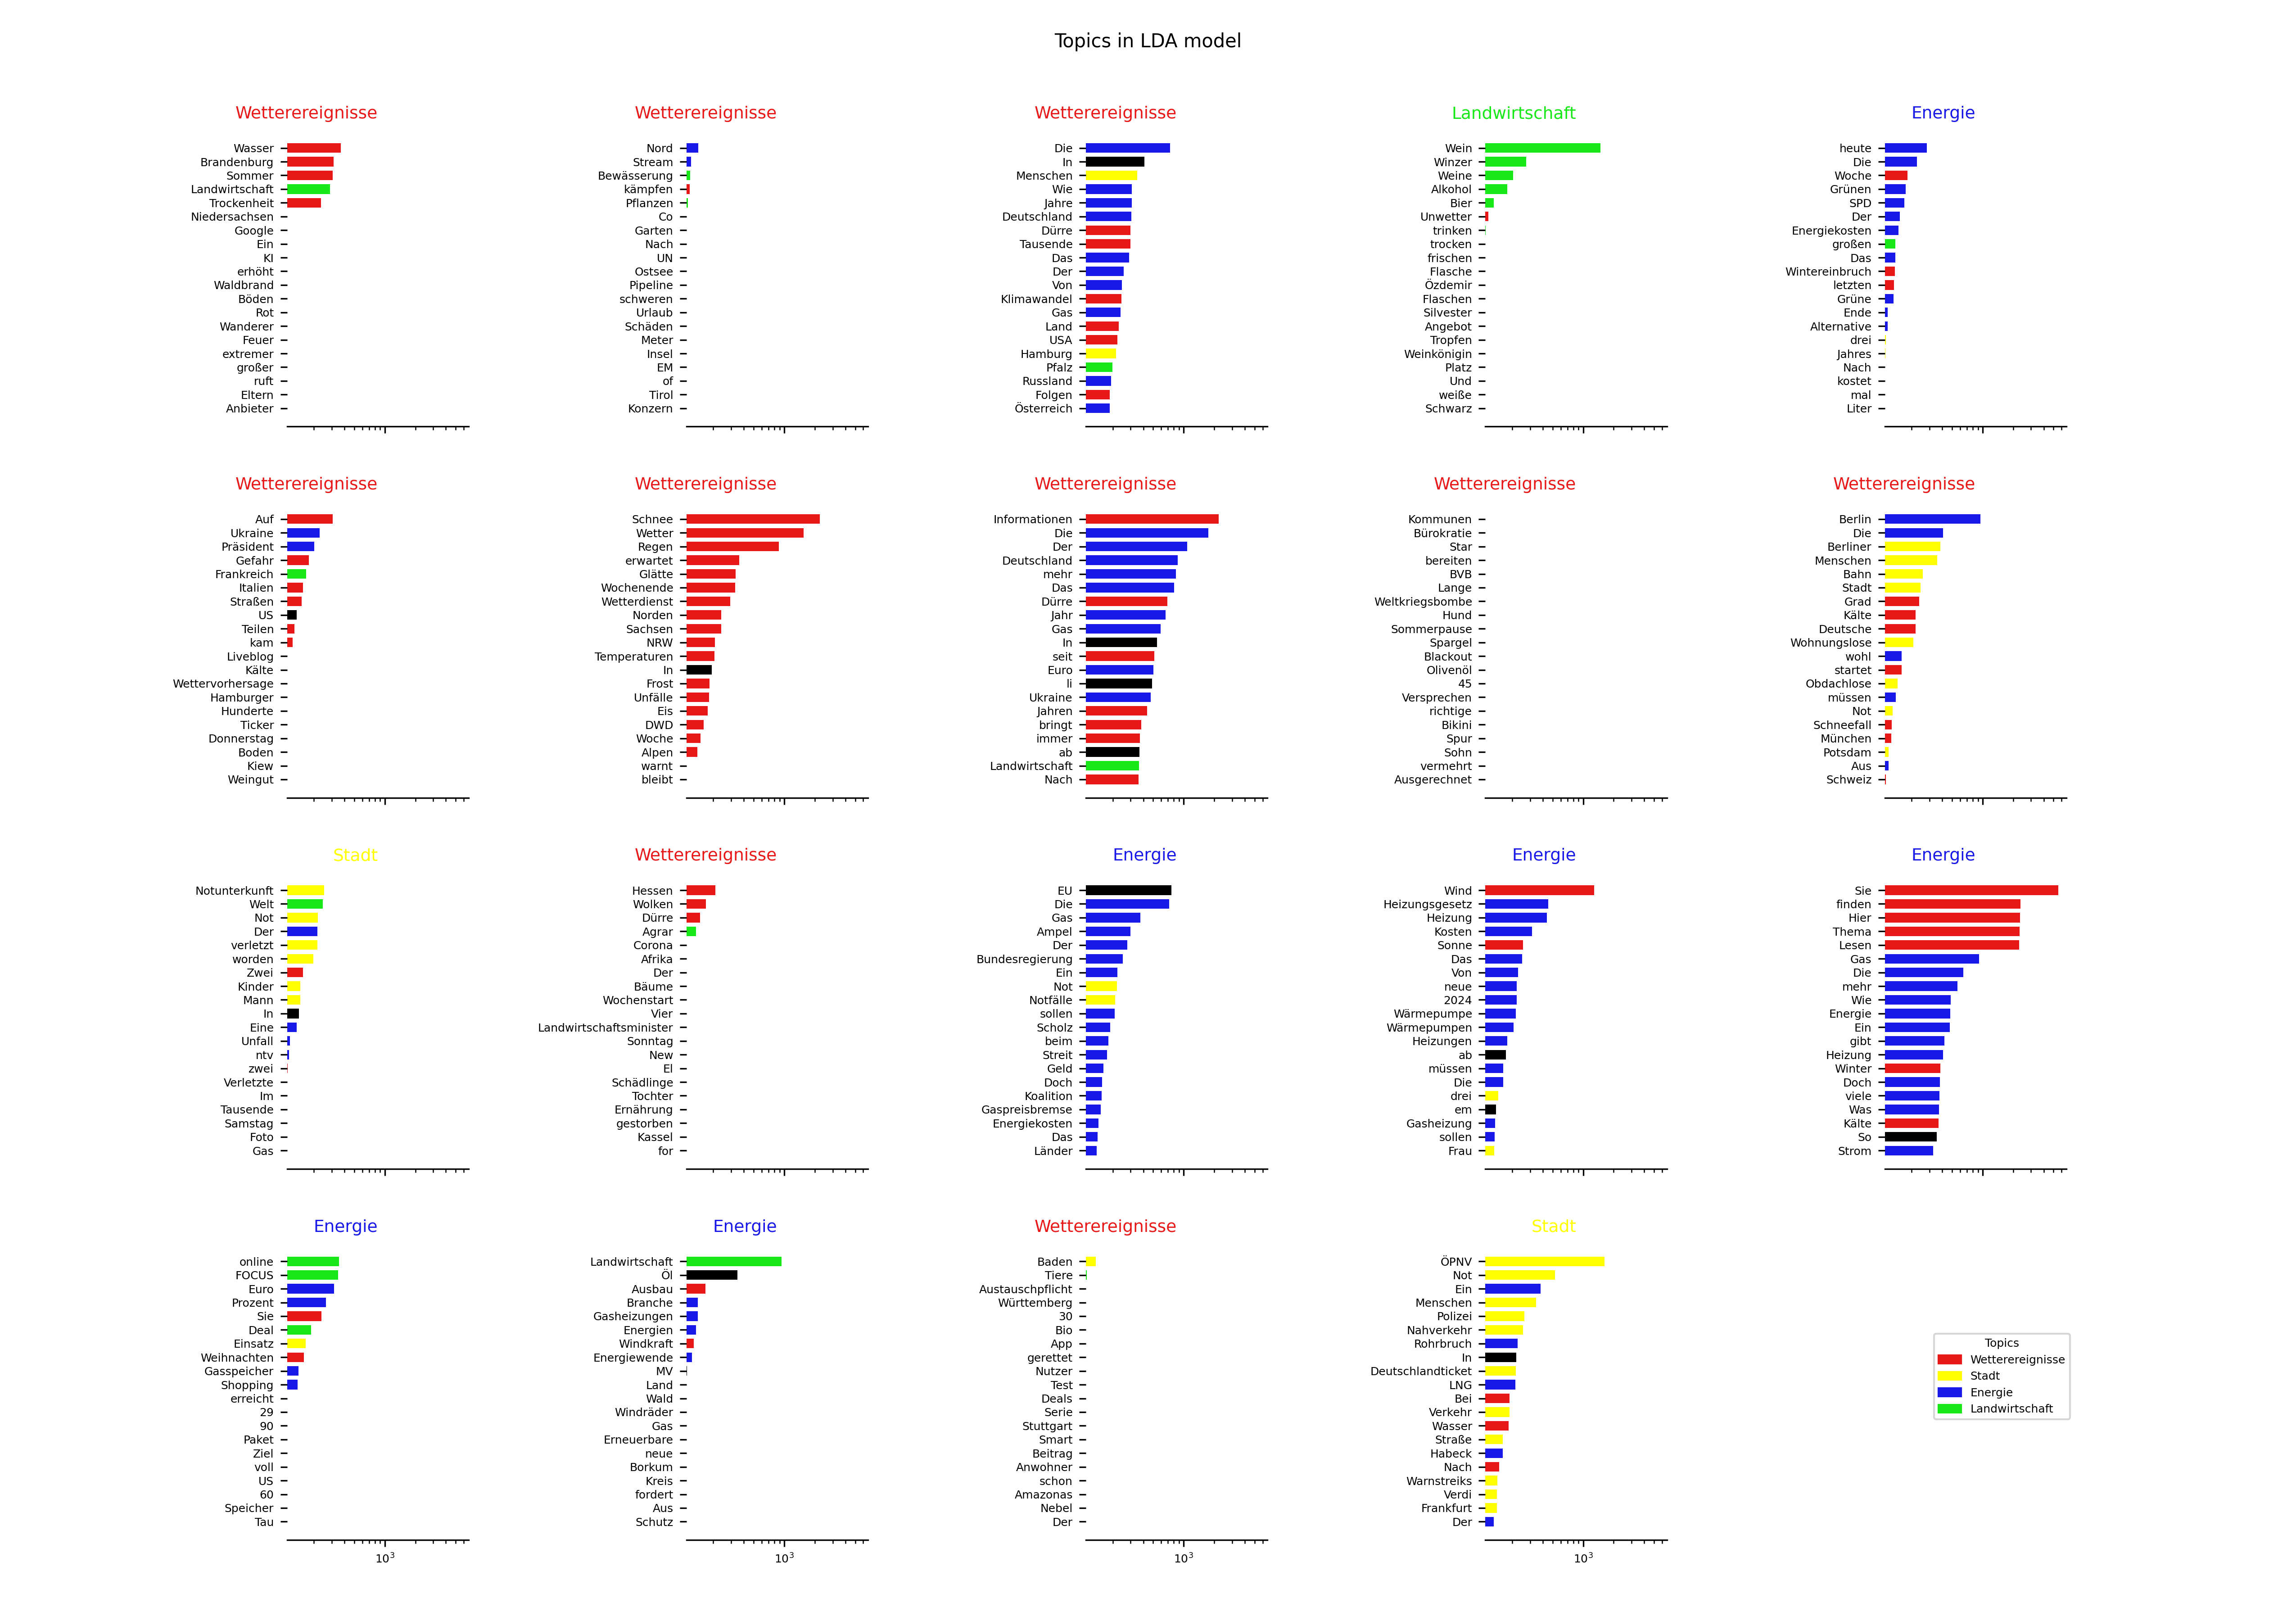 Topics in LDA model
Wetterereignisse
Wasser
Brandenburg
Sommer
Landwirtschaft
Trockenheit
Niedersachsen
Google
Ein
KI
erhöht
Waldbrand
Böden
Rot
Wanderer
Feuer
extremer
großer
ruft
Eltern
Anbieter
Wetterereignisse
Nord
Stream
Bewässerung
kämpfen
Pflanzen
Co
Garten
Nach
UN
Ostsee
Pipeline
schweren
Urlaub
Schäden
Meter
Insel
EM
of
Tirol
Konzern
Wetterereignisse
Die
In
Menschen
Wie
Jahre
Deutschland
Dürre
Tausende
Das
Der
Von
Klimawandel
Gas
Land
USA
Hamburg
Pfalz
Russland
Folgen
Österreich
Landwirtschaft
Wein
Winzer
Weine
Alkohol
Bier
Unwetter
trinken
trocken
frischen
Flasche
Özdemir
Flaschen
Silvester
Angebot
Tropfen
Weinkönigin
Platz
Und
weiße
Schwarz
Energie
heute
Die
Woche
Grünen
SPD
Der
Energiekosten
großen
Das
Wintereinbruch
letzten
Grüne
Ende
Alternative
drei
Jahres
Nach
kostet
mal
Liter
Wetterereignisse
Auf
Ukraine
Präsident
Gefahr
Frankreich
Italien
Straßen
US
Teilen
kam
Liveblog
Kälte
Wettervorhersage
Hamburger
Hunderte
Ticker
Donnerstag
Boden
Kiew
Weingut
Wetterereignisse
Schnee
Wetter
Regen
erwartet
Glätte
Wochenende
Wetterdienst
Norden
Sachsen
NRW
Temperaturen
In
Frost
Unfälle
Eis
DWD
Woche
Alpen
warnt
bleibt
Wetterereignisse
Informationen
Die
Der
Deutschland
mehr
Das
Dürre
Jahr
Gas
In
seit
Euro
li
Ukraine
Jahren
bringt
immer
ab
Landwirtschaft
Nach
Wetterereignisse
Kommunen
Bürokratie
Star
bereiten
BVB
Lange
Weltkriegsbombe
Hund
Sommerpause
Spargel
Blackout
Olivenöl
45
Versprechen
richtige
Bikini
Spur
Sohn
vermehrt
Ausgerechnet
Wetterereignisse
Berlin
Die
Berliner
Menschen
Bahn
Stadt
Grad
Kälte
Deutsche
Wohnungslose
wohl
startet
Obdachlose
müssen
Not
Schneefall
München
Potsdam
Aus
Schweiz
Stadt
Notunterkunft
Welt
Not
Der
verletzt
worden
Zwei
Kinder
Mann
In
Eine
Unfall
ntv
zwei
Verletzte
Im
Tausende
Samstag
Foto
Gas
Wetterereignisse
Hessen
Wolken
Dürre
Agrar
Corona
Afrika
Der
Bäume
Wochenstart
Vier
Landwirtschaftsminister
Sonntag
New
El
Schädlinge
Tochter
Ernährung
gestorben
Kassel
for
Energie
EU
Die
Gas
Ampel
Der
Bundesregierung
Ein
Not
Notfälle
sollen
Scholz
beim
Streit
Geld
Doch
Koalition
Gaspreisbremse
Energiekosten
Das
Länder
Energie
Wind
Heizungsgesetz
Heizung
Kosten
Sonne
Das
Von
neue
2024
Wärmepumpe
Wärmepumpen
Heizungen
ab
müssen
Die
drei
em
Gasheizung
sollen
Frau
Energie
Sie
finden
Hier
Thema
Lesen
Gas
Die
mehr
Wie
Energie
Ein
gibt
Heizung
Winter
Doch
viele
Was
Kälte
So
Strom
Energie
online
FOCUS
Euro
Prozent
Sie
Deal
Einsatz
Weihnachten
Gasspeicher
Shopping
erreicht
29
90
Paket
Ziel
voll
US
60
Speicher
Tau
10³
Energie
Landwirtschaft
Öl
Ausbau
Branche
Gasheizungen
Energien
Windkraft
Energiewende
MV
Land
Wald
Windräder
Gas
Erneuerbare
neue
Borkum
Kreis
fordert
Aus
Schutz
10³
Wetterereignisse
Baden
Tiere
Austauschpflicht
Württemberg
30
Bio
App
gerettet
Nutzer
Test
Deals
Serie
Stuttgart
Smart
Beitrag
Anwohner
schon
Amazonas
Nebel
Der
10³
Stadt
ÖPNV
Not
Ein
Menschen
Polizei
Nahverkehr
Rohrbruch
In
Deutschlandticket
LNG
Bei
Verkehr
Wasser
Straße
Habeck
Nach
Warnstreiks
Verdi
Frankfurt
Der
10³
Topics
Wetterereignisse
Stadt
Energie
Landwirtschaft